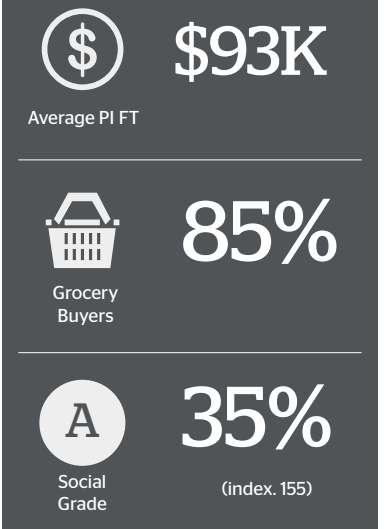 $
$93K
Average PI FT
85%
Grocery
Buyers
A
35%
Social
Grade
(index. 155)